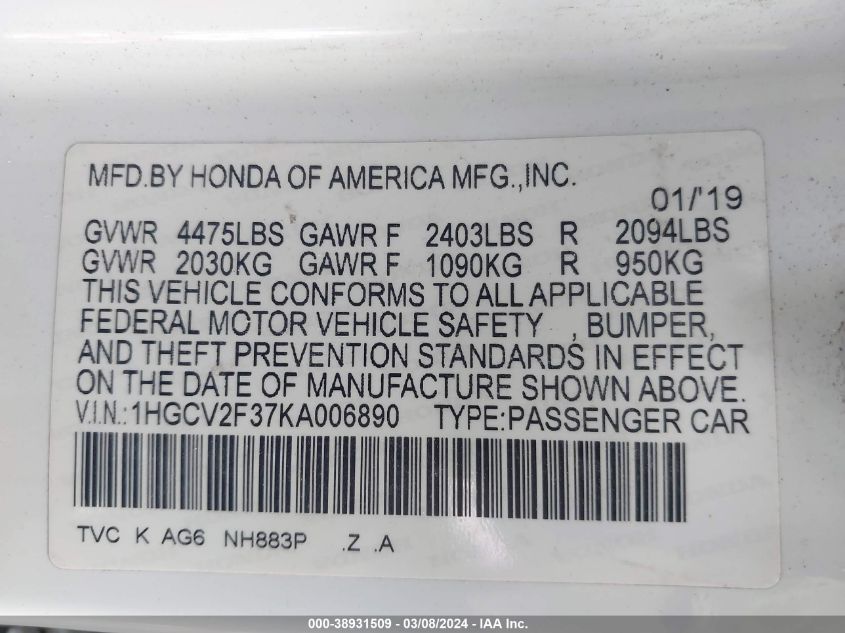 MFD.BY HONDA OF AMERICA MFG.,INC.
01/'19
GVWR 4475LBS GAWR F 2403LBS R 2094LBS
GVWR 2030KG GAWR F 1090KG R 950KG
THIS VEHICLE CONFORMS TO ALL APPLICABLE
FEDERAL MOTOR VEHICLE SAFETY , BUMPER,
AND THEFT PREVENTION STANDARDS IN EFFECT
ON THE DATE OF MANUFACTURE SHOWN ABOVE.
V.I.N.:1HGCV2F37KA006890 TYPE:PASSENGER CAR
TVC K AG6 NH883P .Z .A
000-38931509 - 03/08/2024 - IAA Inc.